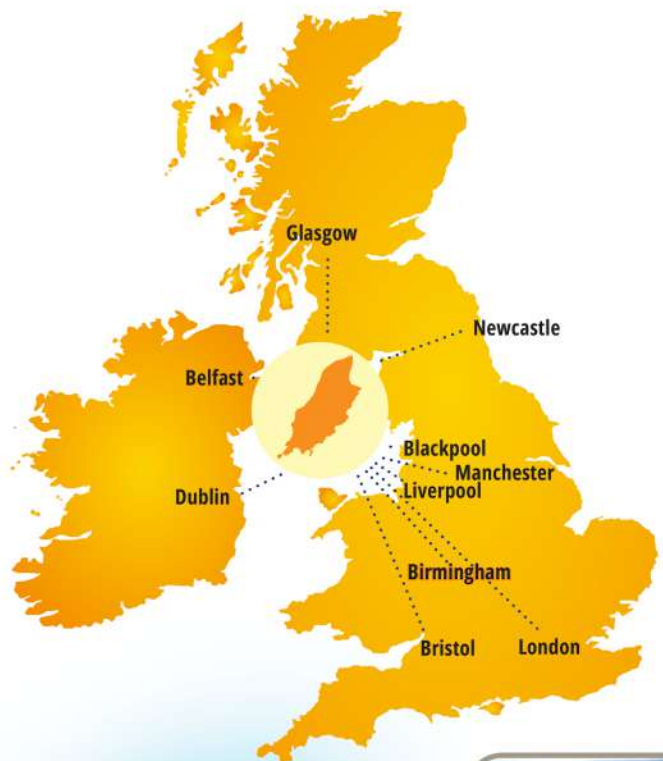 Glasgow
Newcastle
Belfast
Blackpool
Manchester
Liverpool
Dublin
Birmingham
Bristol
London